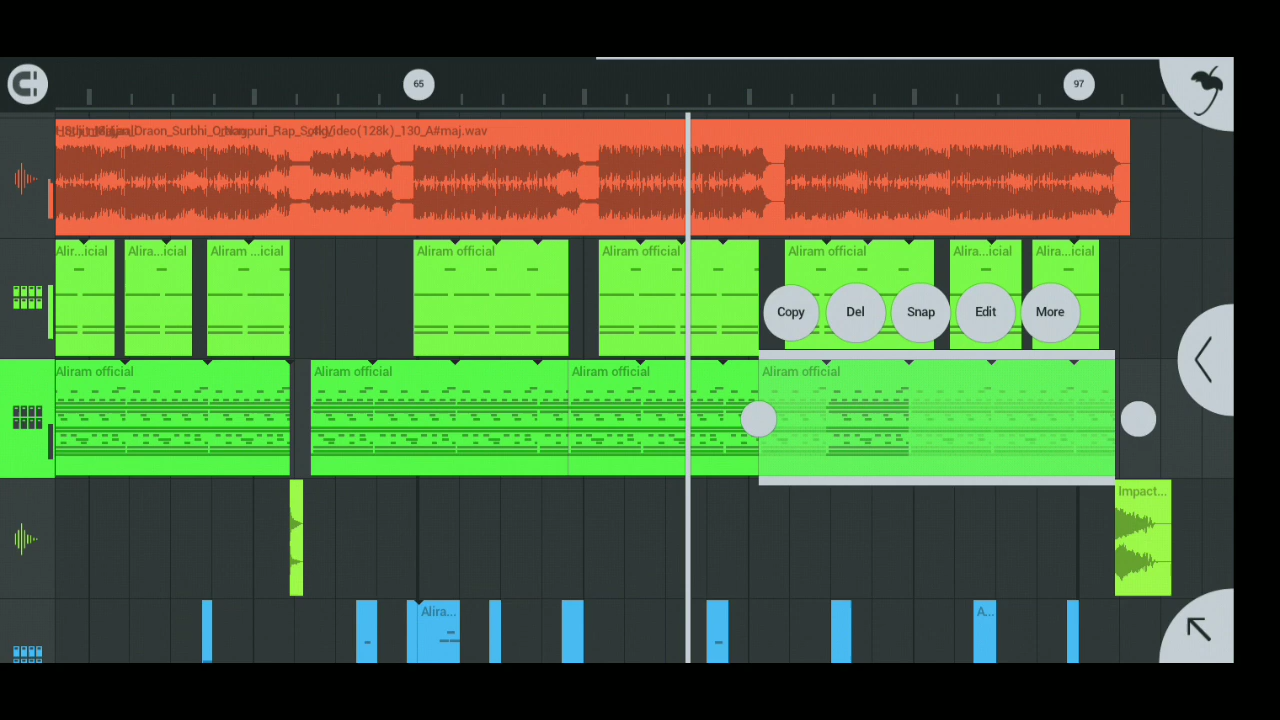 65
97
Draon_Surbhi_
Nagpuri_Rap_
Video(128k)_130_A#maj.wav
Alir...icial
Alira...icial
Aliram ...icial
Aliram official
Aliram official
Aliram official
Alira...icial
Alira...icial
Copy
Del
Snap
Edit
More
Aliram official
Aliram official
Aliram official
Aliram official
Impact...
Alira...
A...